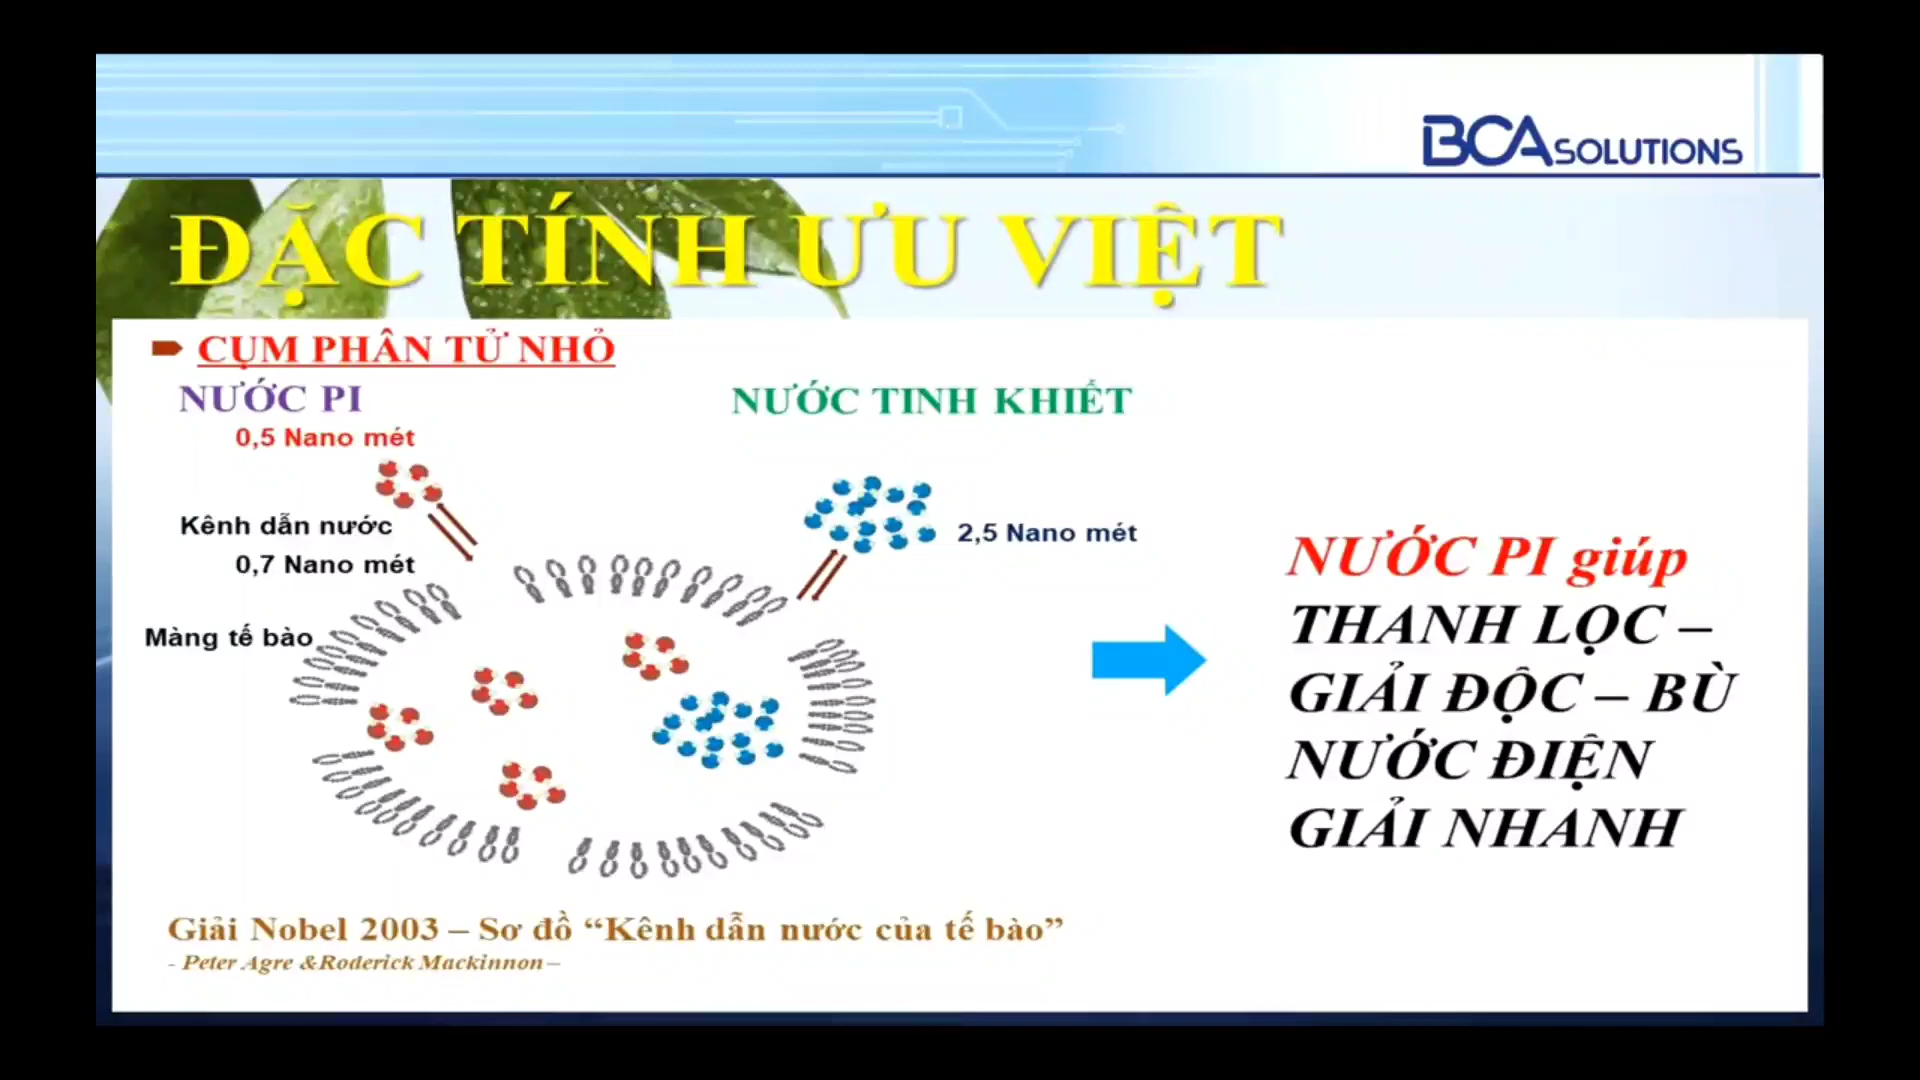 BCA SOLUTIONS
ĐẶC TÍNH ƯU VIỆT
CỤM PHÂN TỬ NHỎ
NƯỚC PI
0,5 Nano mét
NƯỚC TINH KHIẾT
2,5 Nano mét
Kênh dẫn nước
0,7 Nano mét
Màng tế bào
NƯỚC PI giúp
THANH LỌC –
GIẢI ĐỘC – BÙ
NƯỚC ĐIỆN
GIẢI NHANH
Giải Nobel 2003 – Sơ đồ “Kênh dẫn nước của tế bào”
- Peter Agre &Roderick Mackinnon –